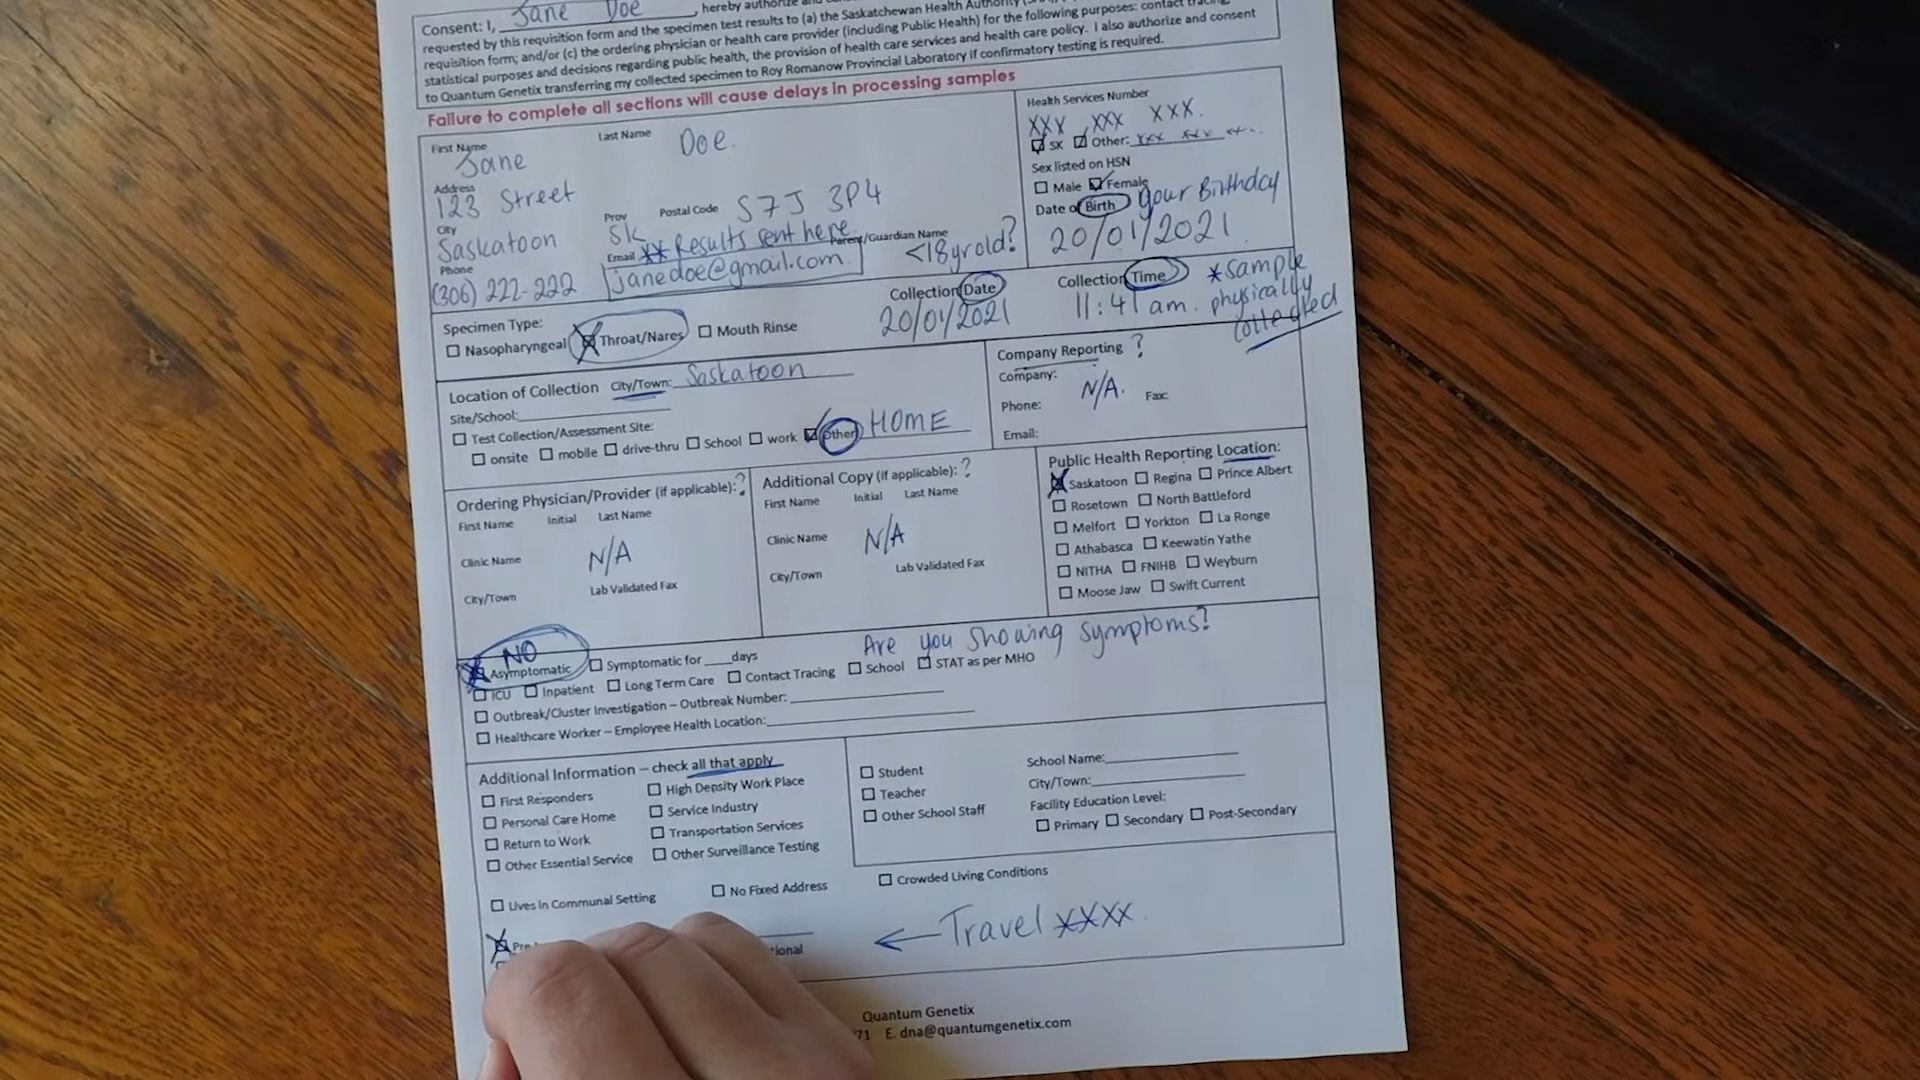 Consent: I, Jane Doe, hereby authorize and
requested by this requisition form and the specimen test results to (a) the Saskatchewan Health Authority
requisition form; and/or (c) the ordering physician or health care provider (including Public Health) for the following purposes: contact tracing,
statistical purposes and decisions regarding public health, the provision of health care services and health care policy. I also authorize and consent
to Quantum Genetix transferring my collected specimen to Roy Romanow Provincial Laboratory if confirmatory testing is required.
Failure to complete all sections will cause delays in processing samples
First Name Last Name
Jane Doe.
Address
123 Street
City Prov Postal Code S7J 3P4
Saskatoon SK
** Results sent here
Phone Email Parent/Guardian Name
(306) 222-222 janedoe@gmail.com <18yr old?
Health Services Number
XXX XXX XXX.
SK Other: xxx xxx xx..
Sex listed on HSN
Male Female
Date of Birth your Birthday
20/01/2021
Specimen Type:
Nasopharyngeal Throat/Nares Mouth Rinse
Collection Date
20/01/2021
Collection Time
11:41 am.
*sample
physically
collected
Location of Collection City/Town: Saskatoon
Site/School:
Test Collection/Assessment Site:
onsite mobile drive-thru School work Other HOME
Company Reporting ?
Company: N/A.
Phone: Fax:
Email:
Ordering Physician/Provider (if applicable): ?
First Name Initial Last Name
Clinic Name N/A
Lab Validated Fax
City/Town
Additional Copy (if applicable): ?
First Name Initial Last Name
Clinic Name N/A
City/Town Lab Validated Fax
Public Health Reporting Location:
Saskatoon Regina Prince Albert
Rosetown North Battleford
Melfort Yorkton La Ronge
Athabasca Keewatin Yathe
NITHA FNIHB Weyburn
Moose Jaw Swift Current
NO Are you showing symptoms?
Asymptomatic Symptomatic for ____days
ICU Inpatient Long Term Care Contact Tracing School STAT as per MHO
Outbreak/Cluster Investigation – Outbreak Number:
Healthcare Worker – Employee Health Location:
Additional Information – check all that apply
First Responders High Density Work Place
Personal Care Home Service Industry
Return to Work Transportation Services
Other Essential Service Other Surveillance Testing
Student School Name:
Teacher City/Town:
Other School Staff Facility Education Level:
Primary Secondary Post-Secondary
Lives in Communal Setting No Fixed Address Crowded Living Conditions
Pre
tional
← Travel xxxx.
Quantum Genetix
71 E. dna@quantumgenetix.com